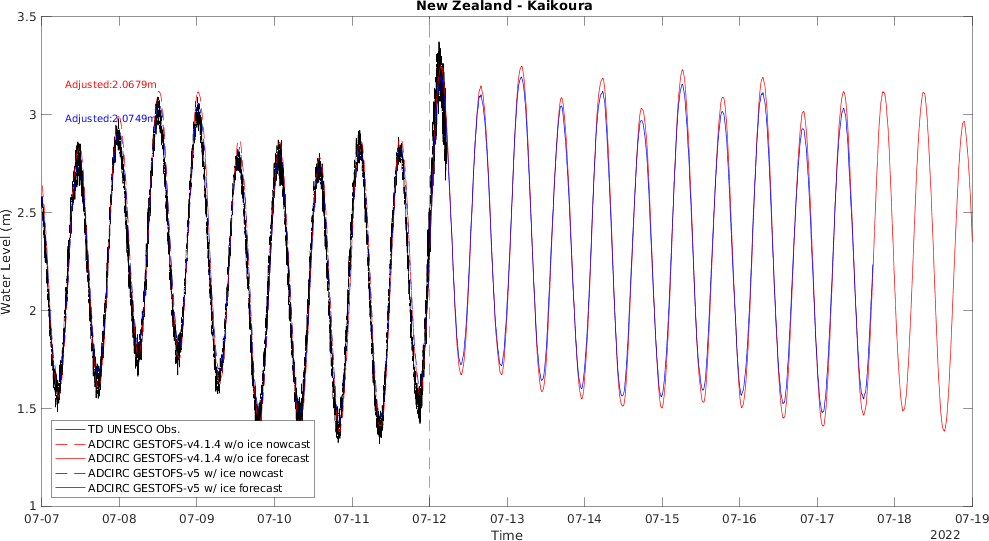 New Zealand - Kaikoura
3.5
3
2.5
2
1.5
1
Water Level (m)
Adjusted:2.0679m
Adjusted:2.0749m
TD UNESCO Obs.
ADCIRC GESTOFS-v4.1.4 w/o ice nowcast
ADCIRC GESTOFS-v4.1.4 w/o ice forecast
ADCIRC GESTOFS-v5 w/ ice nowcast
ADCIRC GESTOFS-v5 w/ ice forecast
07-07 07-08 07-09 07-10 07-11 07-12 07-13 07-14 07-15 07-16 07-17 07-18 07-19
Time
2022